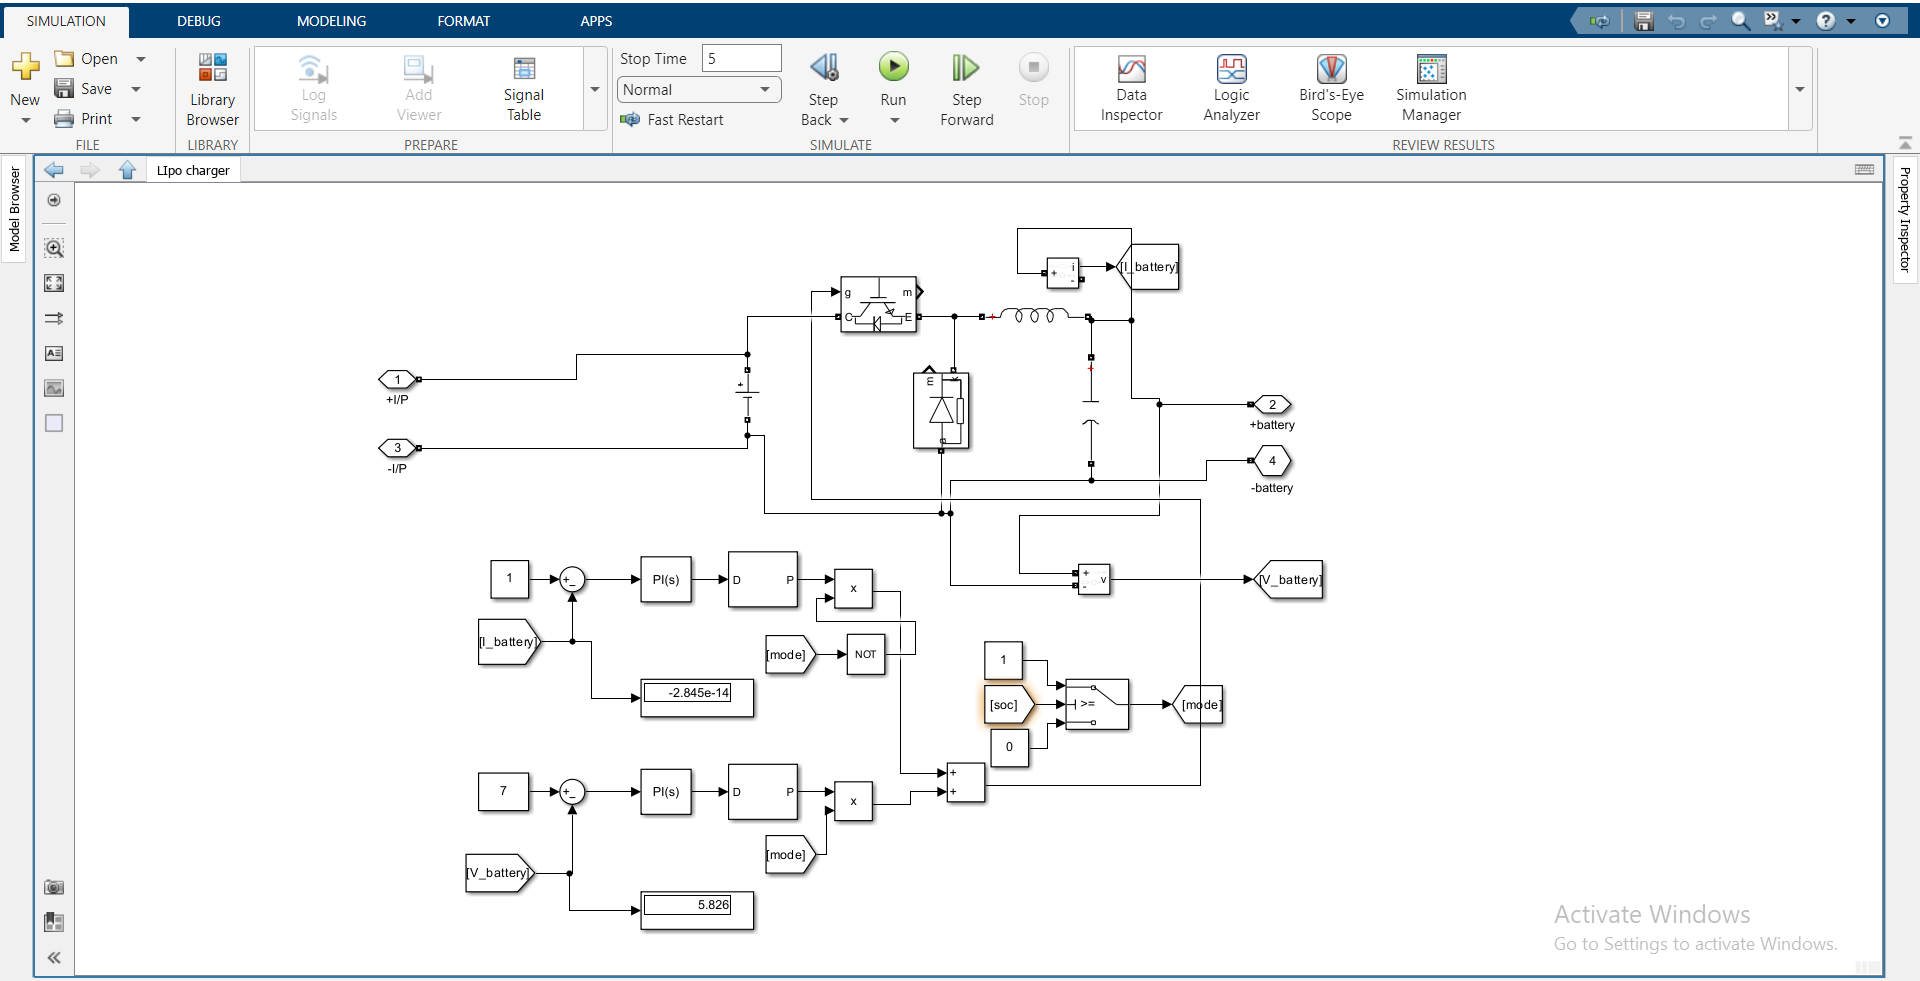 SIMULATION
DEBUG
MODELING
FORMAT
APPS
New
Open
Save
Print
FILE
Library
Browser
LIBRARY
Log
Signals
Add
Viewer
Signal
Table
PREPARE
Stop Time 5
Normal
Fast Restart
Step
Back
Run
Step
Forward
Stop
SIMULATE
Data
Inspector
Logic
Analyzer
Bird's-Eye
Scope
Simulation
Manager
REVIEW RESULTS
Model Browser
LIpo charger
Property Inspector
i
+
-
[I_battery]
g
m
C
E
+
m
k
a
+
+
1
+I/P
3
-I/P
2
+battery
4
-battery
1
+
-
PI(s)
D
P
x
[I_battery]
[mode]
NOT
-2.845e-14
+
-
v
[V_battery]
1
[soc]
>=
0
[mode]
7
+
-
PI(s)
D
P
x
+
+
[mode]
[V_battery]
5.826
Activate Windows
Go to Settings to activate Windows.